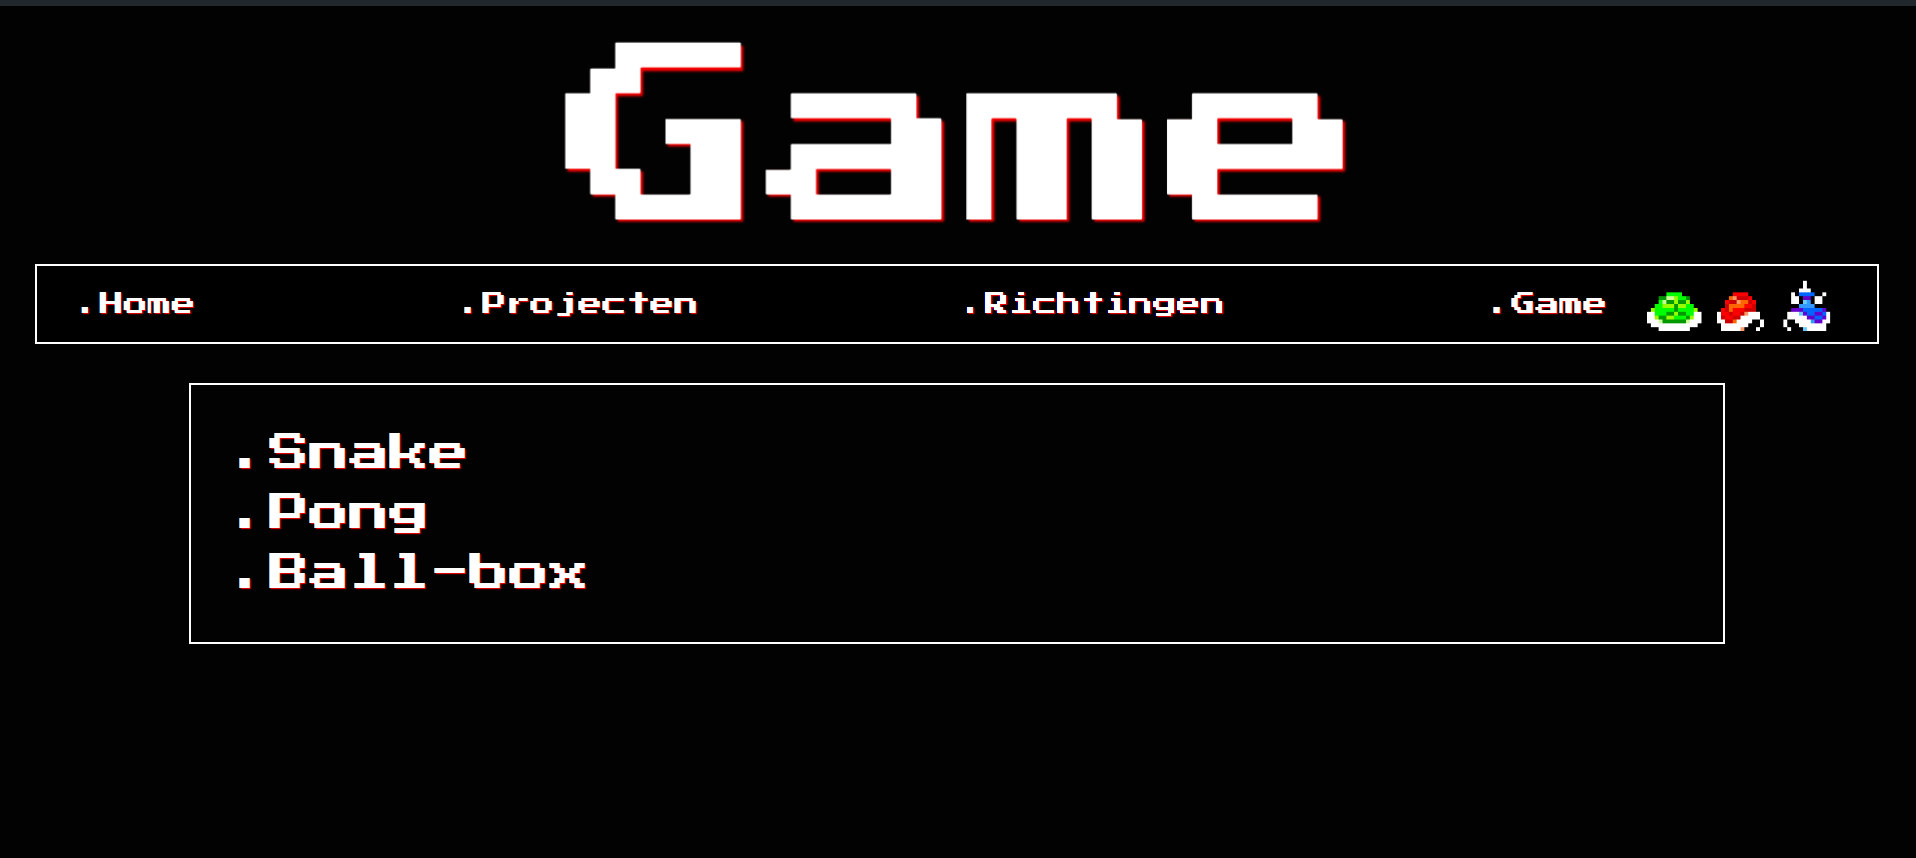 Game
.Home .Projecten .Richtingen .Game
.Snake
.Pong
.Ball-box